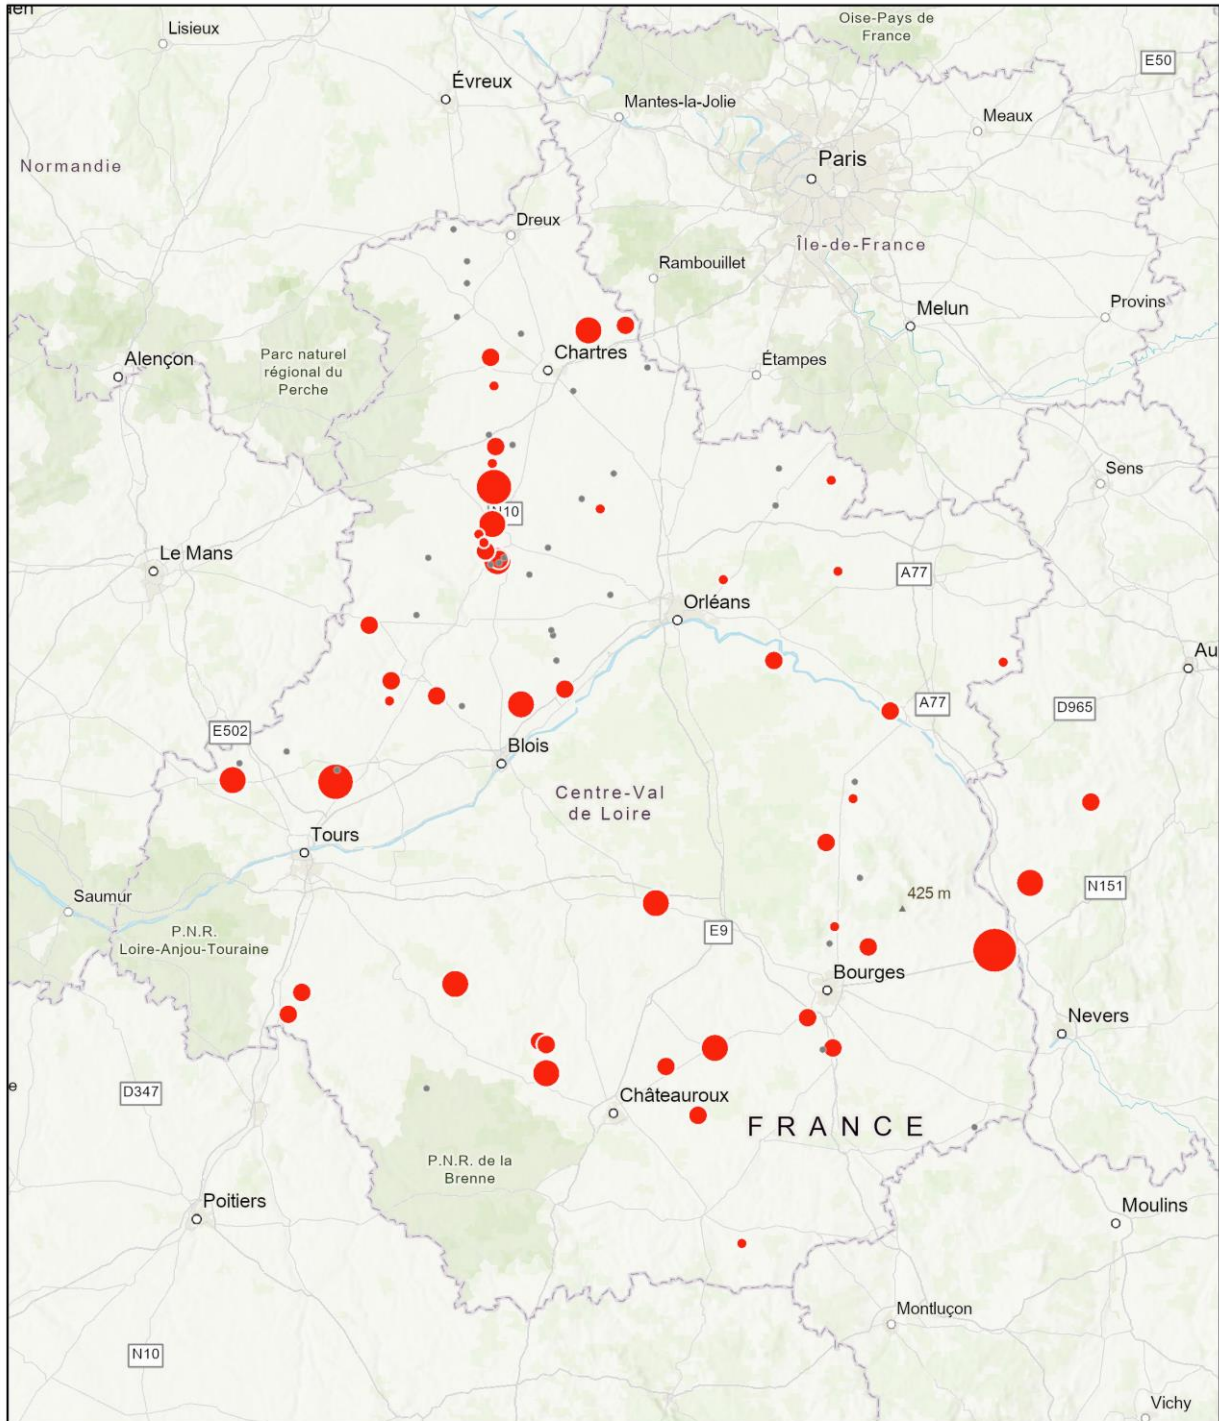 Lisieux
Oise-Pays de
France
E50
Évreux
Mantes-la-Jolie
Meaux
Paris
Normandie
Dreux
Île-de-France
Rambouillet
Melun
Provins
Chartres
Parc naturel
régional du
Perche
Alençon
Étampes
Sens
N10
Le Mans
A77
Orléans
Au
A77
D965
E502
Blois
Centre-Val
de Loire
Tours
Saumur
425 m
N151
P.N.R.
Loire-Anjou-Touraine
E9
Bourges
Nevers
D347
Châteauroux
FRANCE
P.N.R. de la
Brenne
Poitiers
Moulins
Montluçon
N10
Vichy